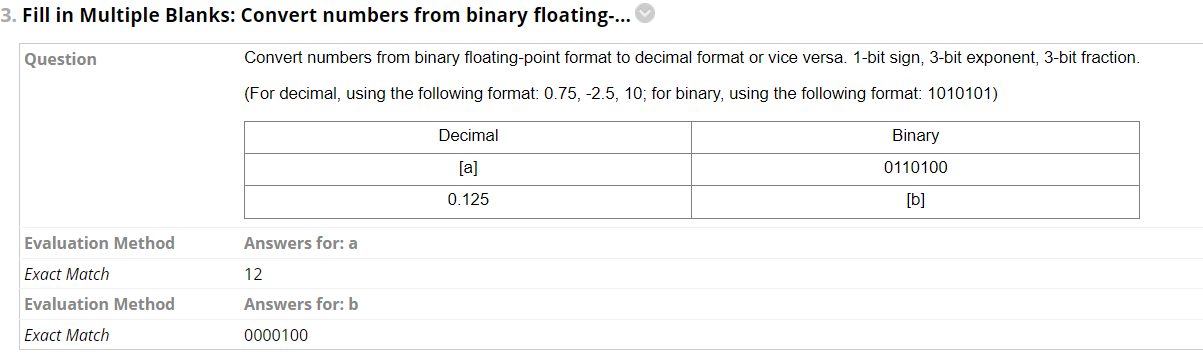 3. Fill in Multiple Blanks: Convert numbers from binary floating-...
Question
Convert numbers from binary floating-point format to decimal format or vice versa. 1-bit sign, 3-bit exponent, 3-bit fraction.
(For decimal, using the following format: 0.75, -2.5, 10; for binary, using the following format: 1010101)
Decimal Binary
[a] 0110100
0.125 [b]
Evaluation Method Answers for: a
Exact Match 12
Evaluation Method Answers for: b
Exact Match 0000100